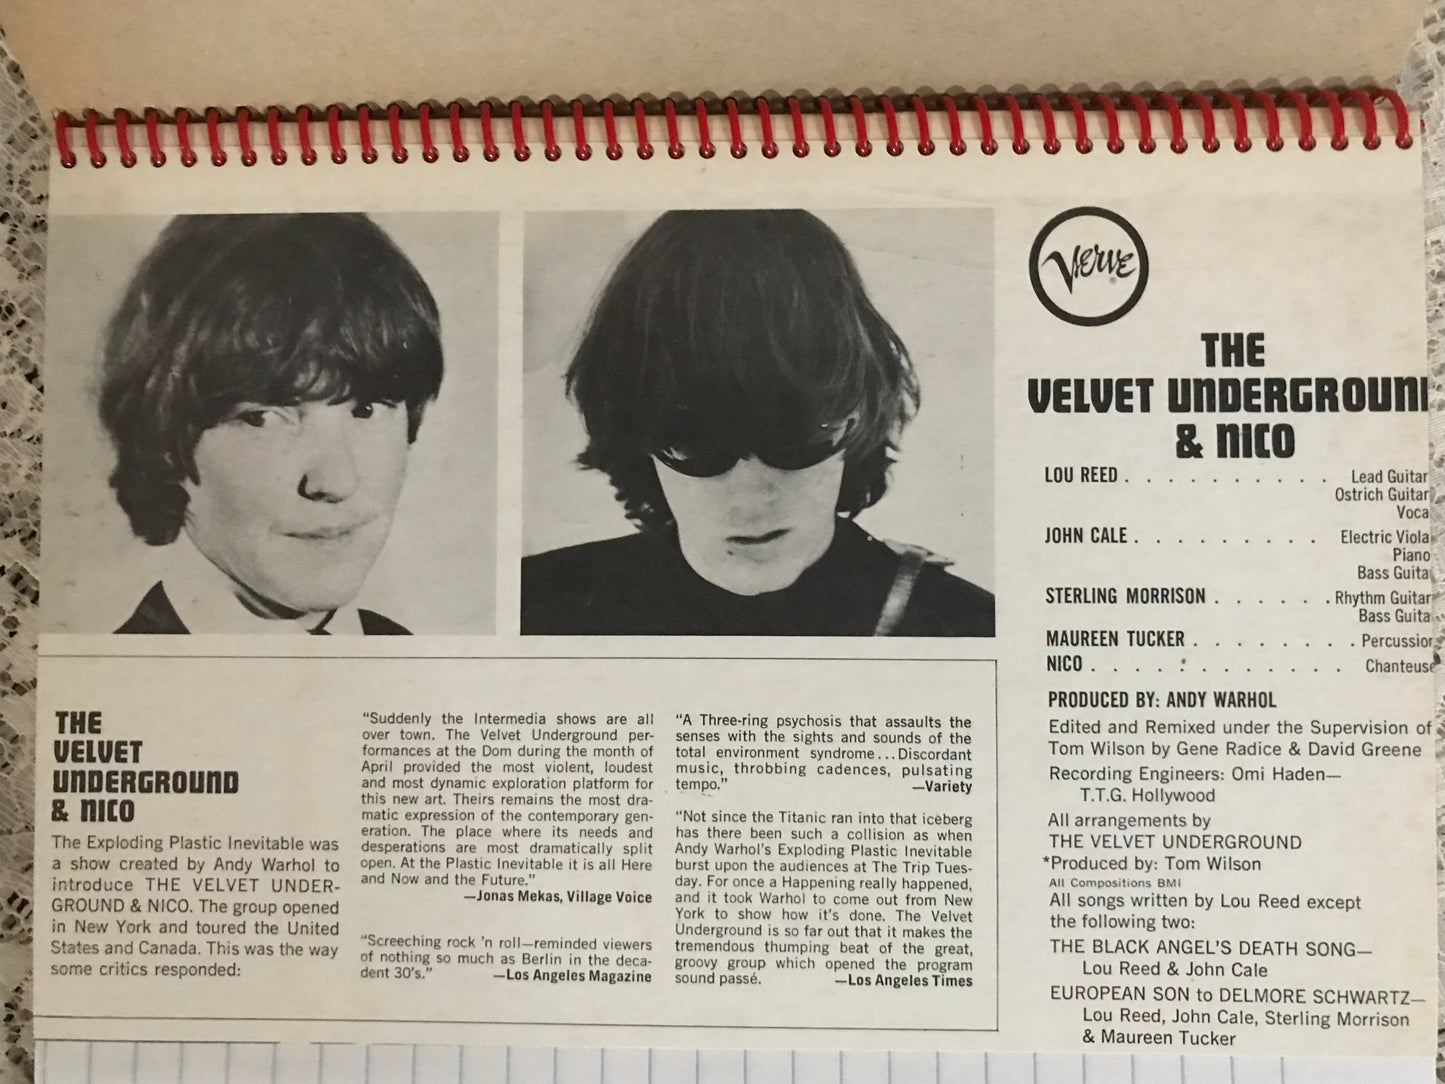 Verve
THE
VELVET UNDERGROUN
& NICO
LOU REED . . . . . . . . . . Lead Guitar
Ostrich Guitar
Voca
JOHN CALE . . . . . . . . . Electric Viola
Piano
Bass Guita
STERLING MORRISON . . . . . . Rhythm Guitar
Bass Guita
MAUREEN TUCKER . . . . . . . . Percussion
NICO . . . . : . . . . . . . Chanteuse
PRODUCED BY: ANDY WARHOL
Edited and Remixed under the Supervision of
Tom Wilson by Gene Radice & David Greene
Recording Engineers: Omi Haden—
T.T.G. Hollywood
All arrangements by
THE VELVET UNDERGROUND
*Produced by: Tom Wilson
All Compositions BMI
All songs written by Lou Reed except
the following two:
THE BLACK ANGEL'S DEATH SONG—
Lou Reed & John Cale
EUROPEAN SON to DELMORE SCHWARTZ—
Lou Reed, John Cale, Sterling Morrison
& Maureen Tucker
THE
VELVET
UNDERGROUND
& NICO
The Exploding Plastic Inevitable was
a show created by Andy Warhol to
introduce THE VELVET UNDER-
GROUND & NICO. The group opened
in New York and toured the United
States and Canada. This was the way
some critics responded:
"Suddenly the Intermedia shows are all
over town. The Velvet Underground per-
formances at the Dom during the month of
April provided the most violent, loudest
and most dynamic exploration platform for
this new art. Theirs remains the most dra-
matic expression of the contemporary gen-
eration. The place where its needs and
desperations are most dramatically split
open. At the Plastic Inevitable it is all Here
and Now and the Future."
—Jonas Mekas, Village Voice
"Screeching rock 'n roll—reminded viewers
of nothing so much as Berlin in the deca-
dent 30's." —Los Angeles Magazine
"A Three-ring psychosis that assaults the
senses with the sights and sounds of the
total environment syndrome...Discordant
music, throbbing cadences, pulsating
tempo." —Variety
"Not since the Titanic ran into that iceberg
has there been such a collision as when
Andy Warhol's Exploding Plastic Inevitable
burst upon the audiences at The Trip Tues-
day. For once a Happening really happened,
and it took Warhol to come out from New
York to show how it's done. The Velvet
Underground is so far out that it makes the
tremendous thumping beat of the great,
groovy group which opened the program
sound passé. —Los Angeles Times